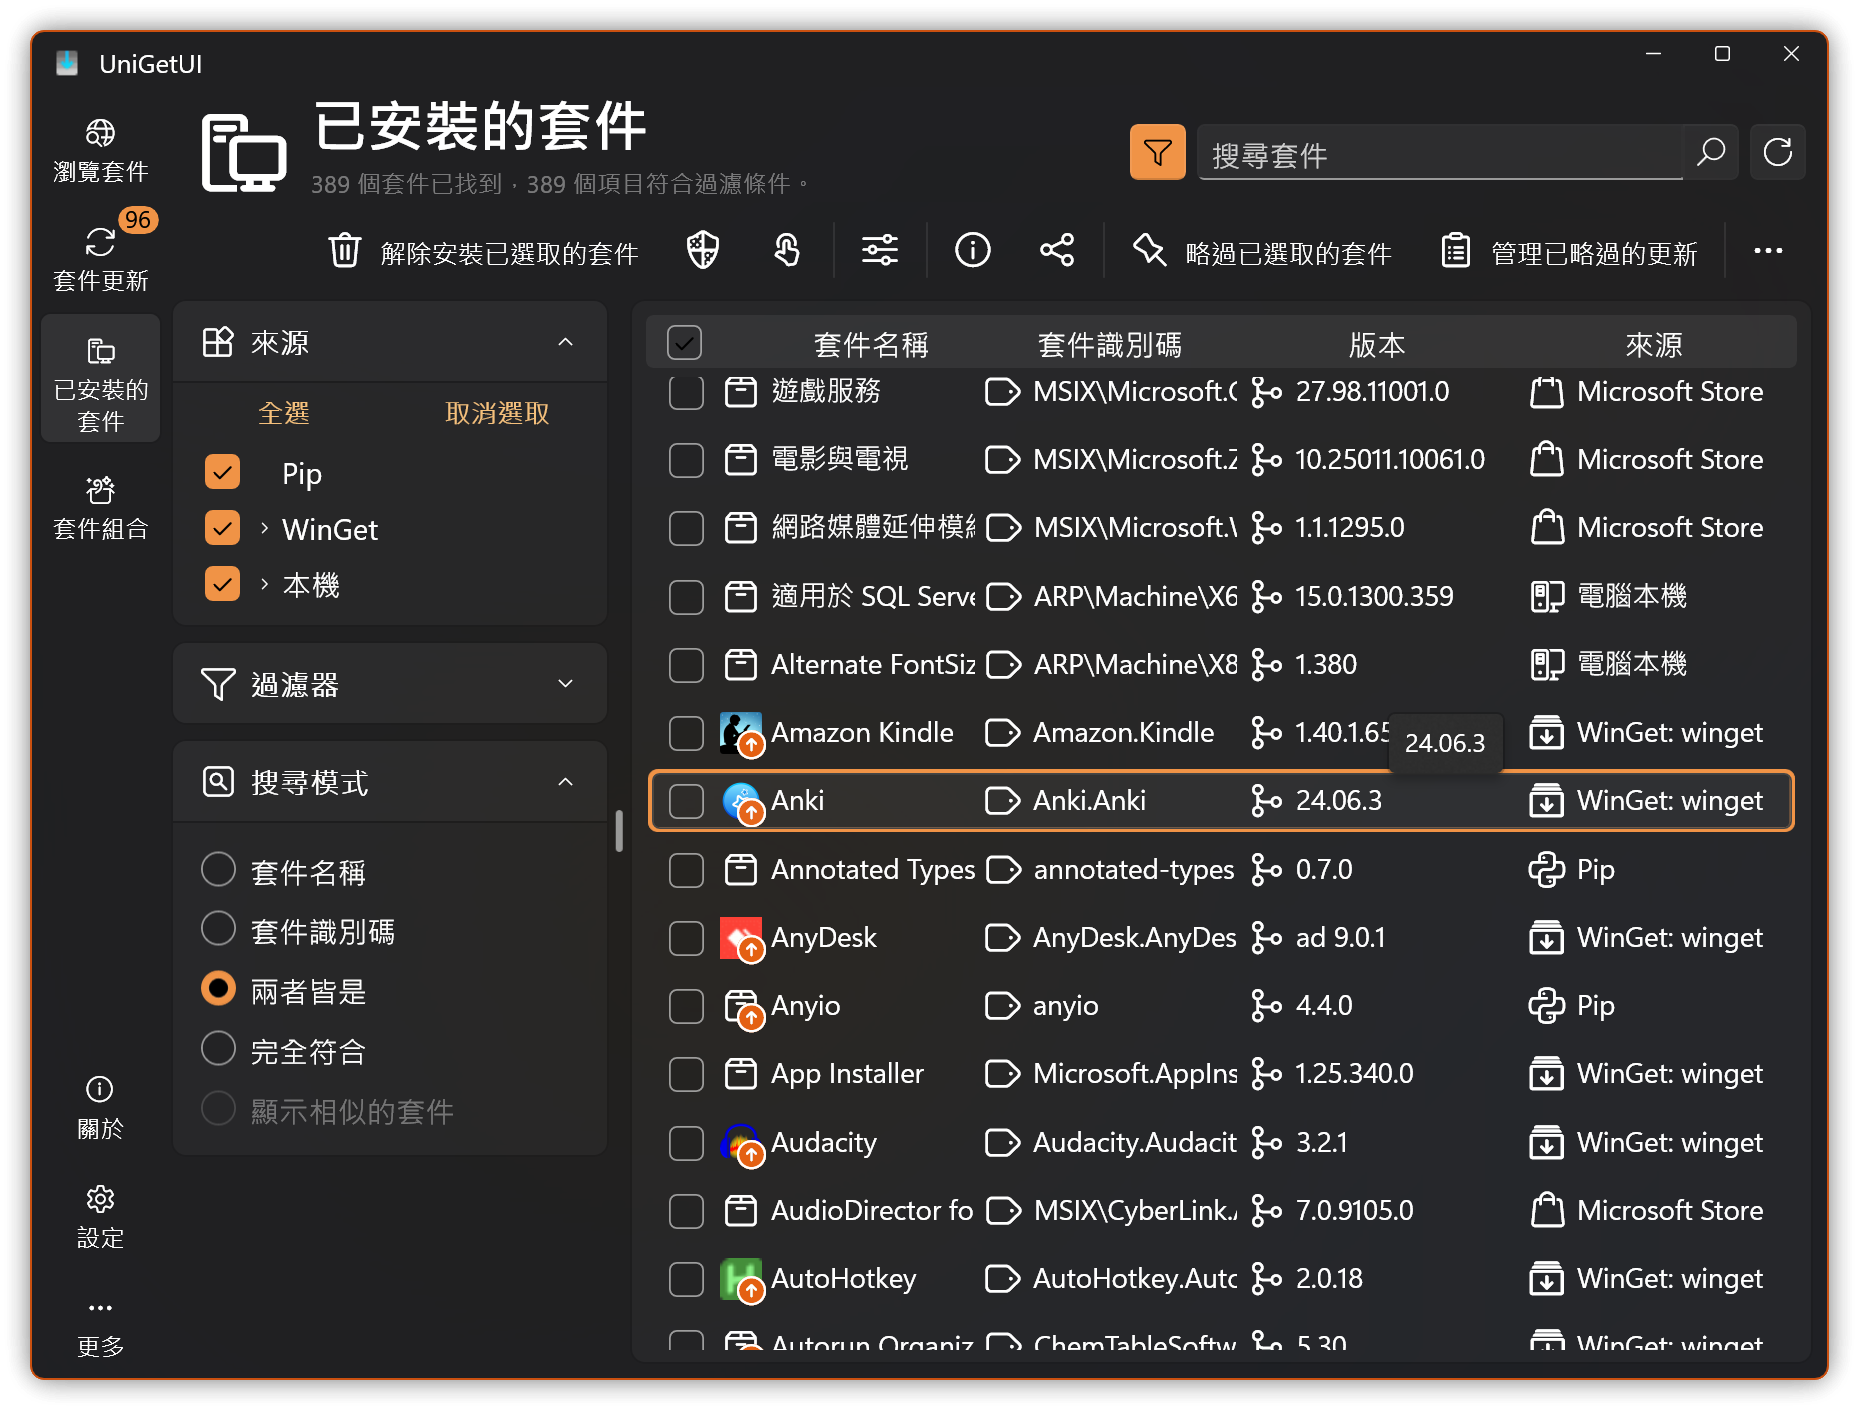 UniGetUI
瀏覽套件
96
套件更新
已安裝的
套件
套件組合
關於
設定
更多
已安裝的套件
389 個套件已找到，389 個項目符合過濾條件。
搜尋套件
解除安裝已選取的套件
略過已選取的套件
管理已略過的更新
來源
全選 取消選取
Pip
WinGet
本機
過濾器
搜尋模式
套件名稱
套件識別碼
兩者皆是
完全符合
顯示相似的套件
套件名稱 套件識別碼 版本 來源
遊戲服務 MSIX\Microsoft.G 27.98.11001.0 Microsoft Store
電影與電視 MSIX\Microsoft.Z 10.25011.10061.0 Microsoft Store
網路媒體延伸模組 MSIX\Microsoft.W 1.1.1295.0 Microsoft Store
適用於 SQL Serve ARP\Machine\X6 15.0.1300.359 電腦本機
Alternate FontSiz ARP\Machine\X8 1.380 電腦本機
Amazon Kindle Amazon.Kindle 1.40.1.65 WinGet: winget
24.06.3
Anki Anki.Anki 24.06.3 WinGet: winget
Annotated Types annotated-types 0.7.0 Pip
AnyDesk AnyDesk.AnyDes ad 9.0.1 WinGet: winget
Anyio anyio 4.4.0 Pip
App Installer Microsoft.AppIns 1.25.340.0 WinGet: winget
Audacity Audacity.Audacit 3.2.1 WinGet: winget
AudioDirector fo MSIX\CyberLink.A 7.0.9105.0 Microsoft Store
AutoHotkey AutoHotkey.Auto 2.0.18 WinGet: winget
Autorun Organiz ChemTableSoftw 5.30 WinGet: winget